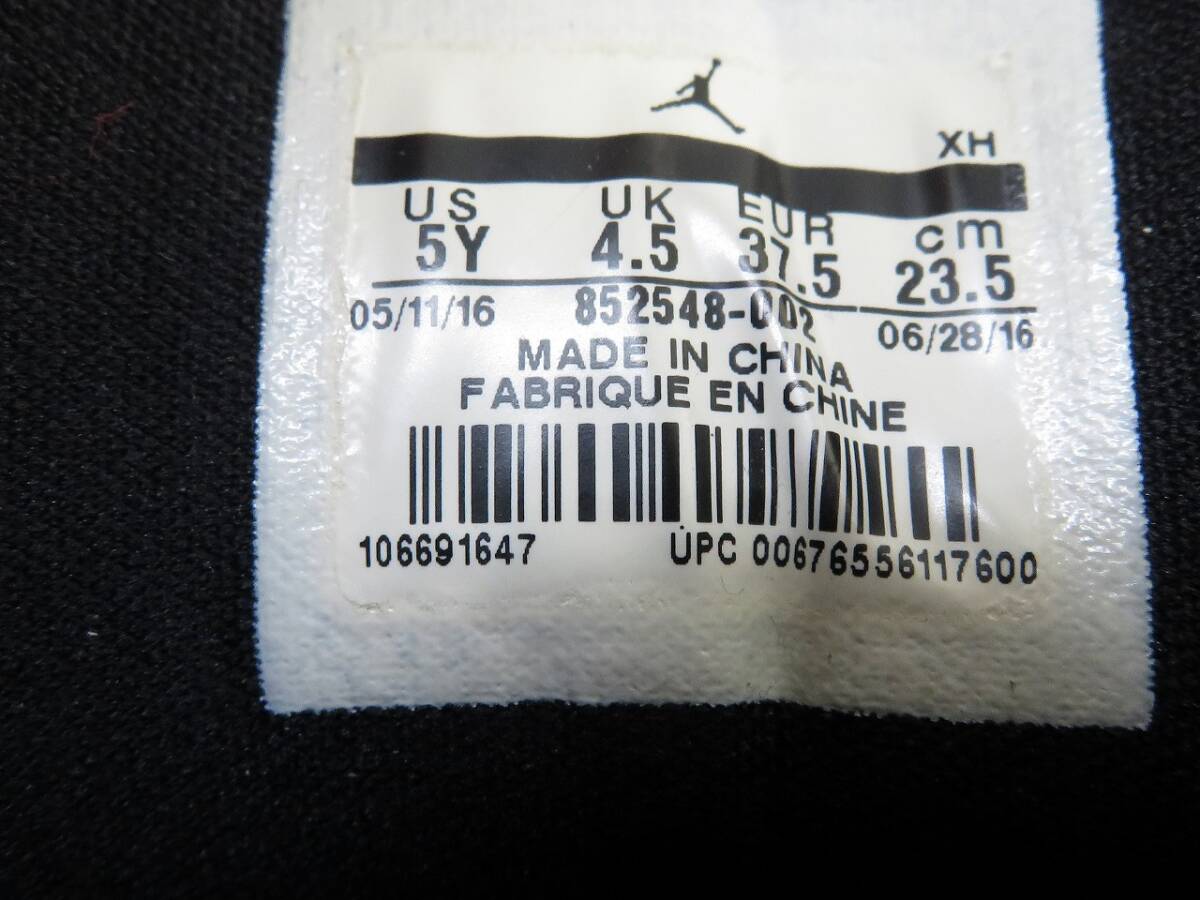 XH
US UK EUR cm
5Y 4.5 37.5 23.5
05/11/16 852548-002 06/28/16
MADE IN CHINA
FABRIQUE EN CHINE
106691647 UPC 00676556117600